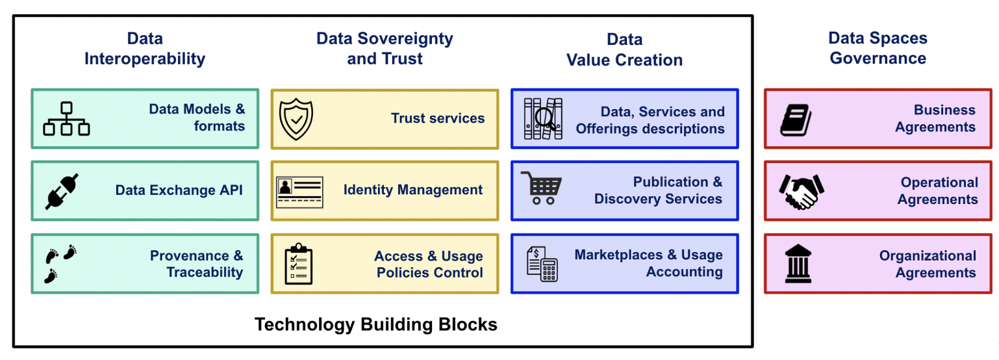 Data
Interoperability
Data Models &
formats
Data Exchange API
Provenance &
Traceability
Data Sovereignty
and Trust
Trust services
Identity Management
Access & Usage
Policies Control
Data
Value Creation
Data, Services and
Offerings descriptions
Publication &
Discovery Services
Marketplaces & Usage
Accounting
Technology Building Blocks
Data Spaces
Governance
Business
Agreements
Operational
Agreements
Organizational
Agreements